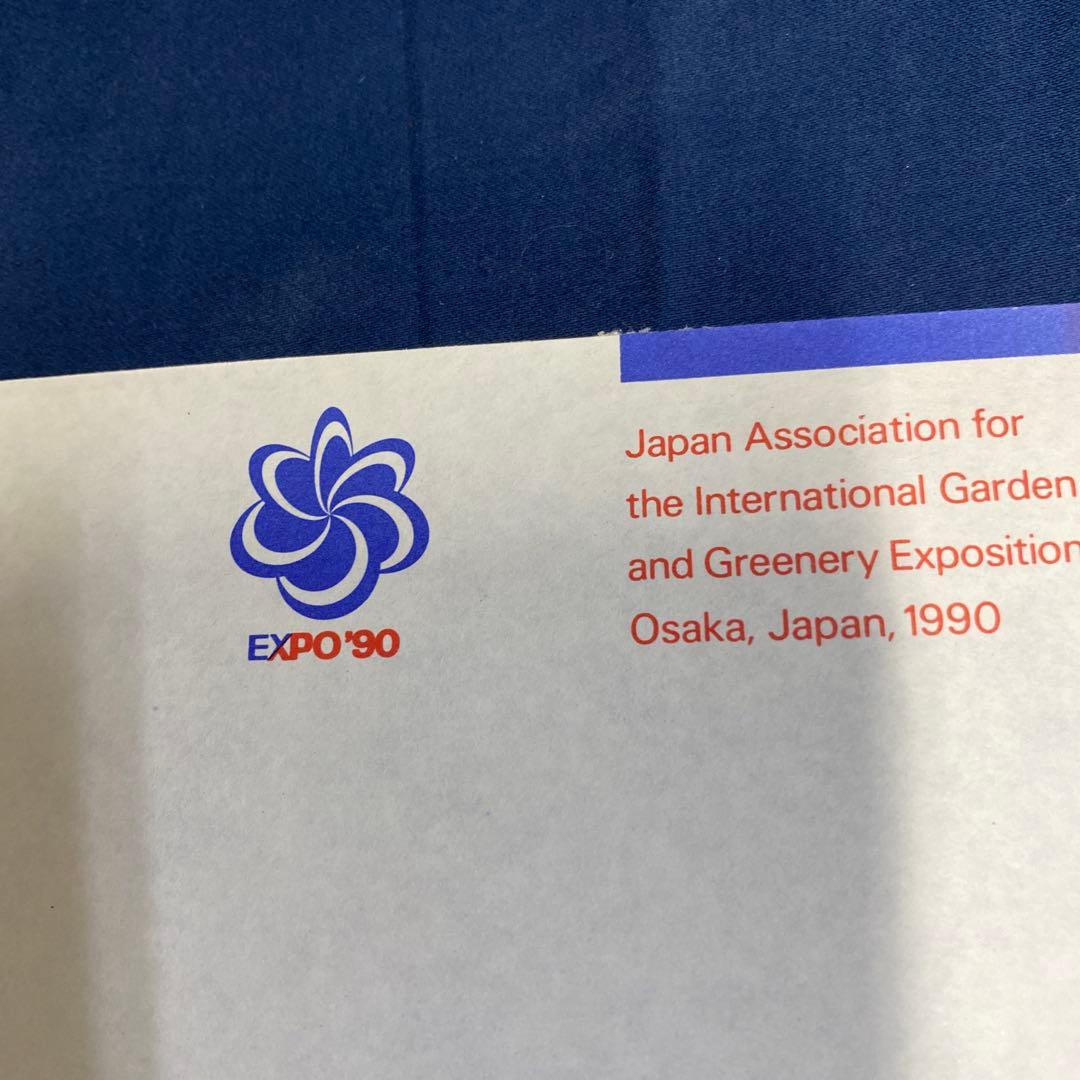 EXPO '90
Japan Association for
the International Garden
and Greenery Exposition
Osaka, Japan, 1990